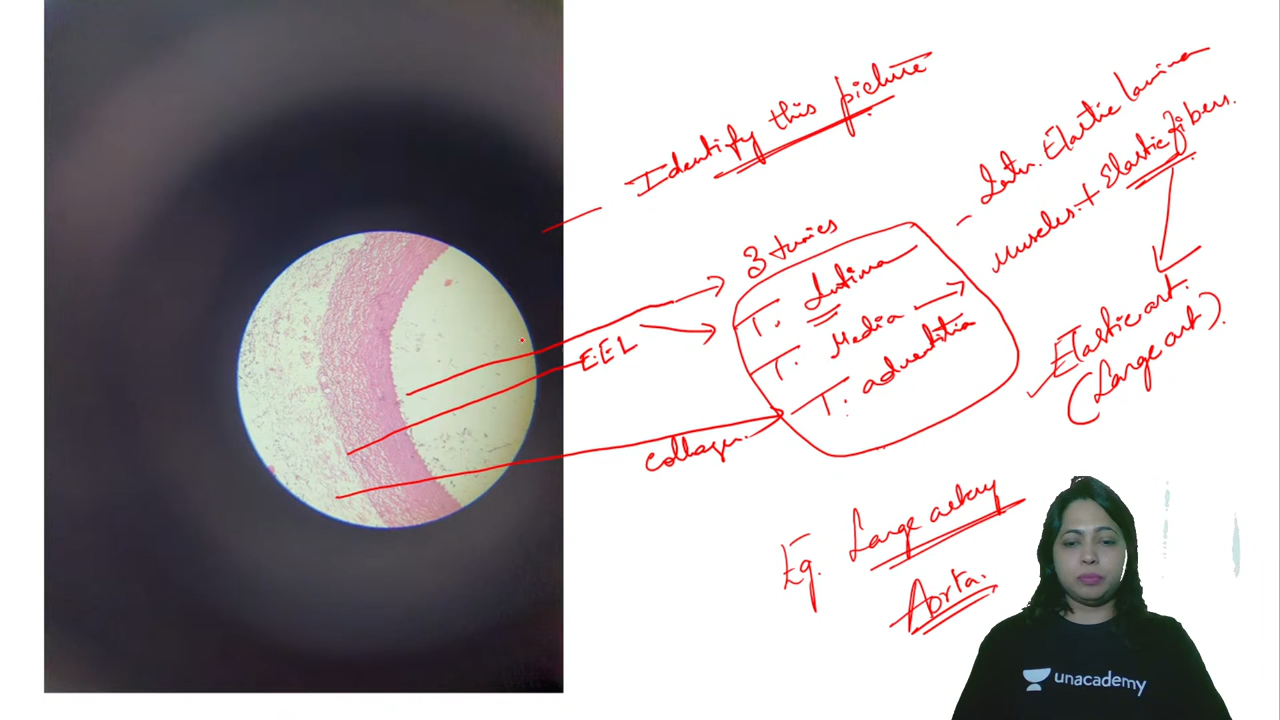 Identify this picture
3 tunics
T. Intima
T. Media
T. adventitia
- Inter. Elastic lamina
Muscles + Elastic fibers.
Elastic art.
(Large art).
EEL
collagen.
Eg. Large artery
Aorta.
unacademy